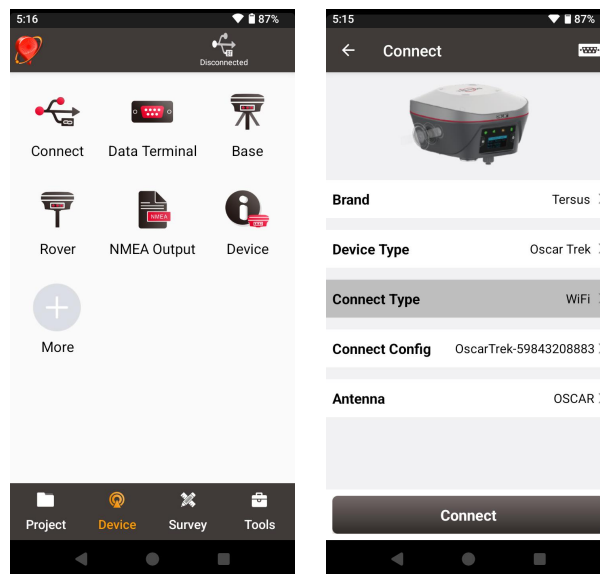 5:16
87%
Disconnected
Connect
Data Terminal
Base
NMEA
Rover
NMEA Output
Device
More
Project
Device
Survey
Tools
5:15
87%
Connect
Brand
Tersus
Device Type
Oscar Trek
Connect Type
WiFi
Connect Config
OscarTrek-59843208883
Antenna
OSCAR
Connect